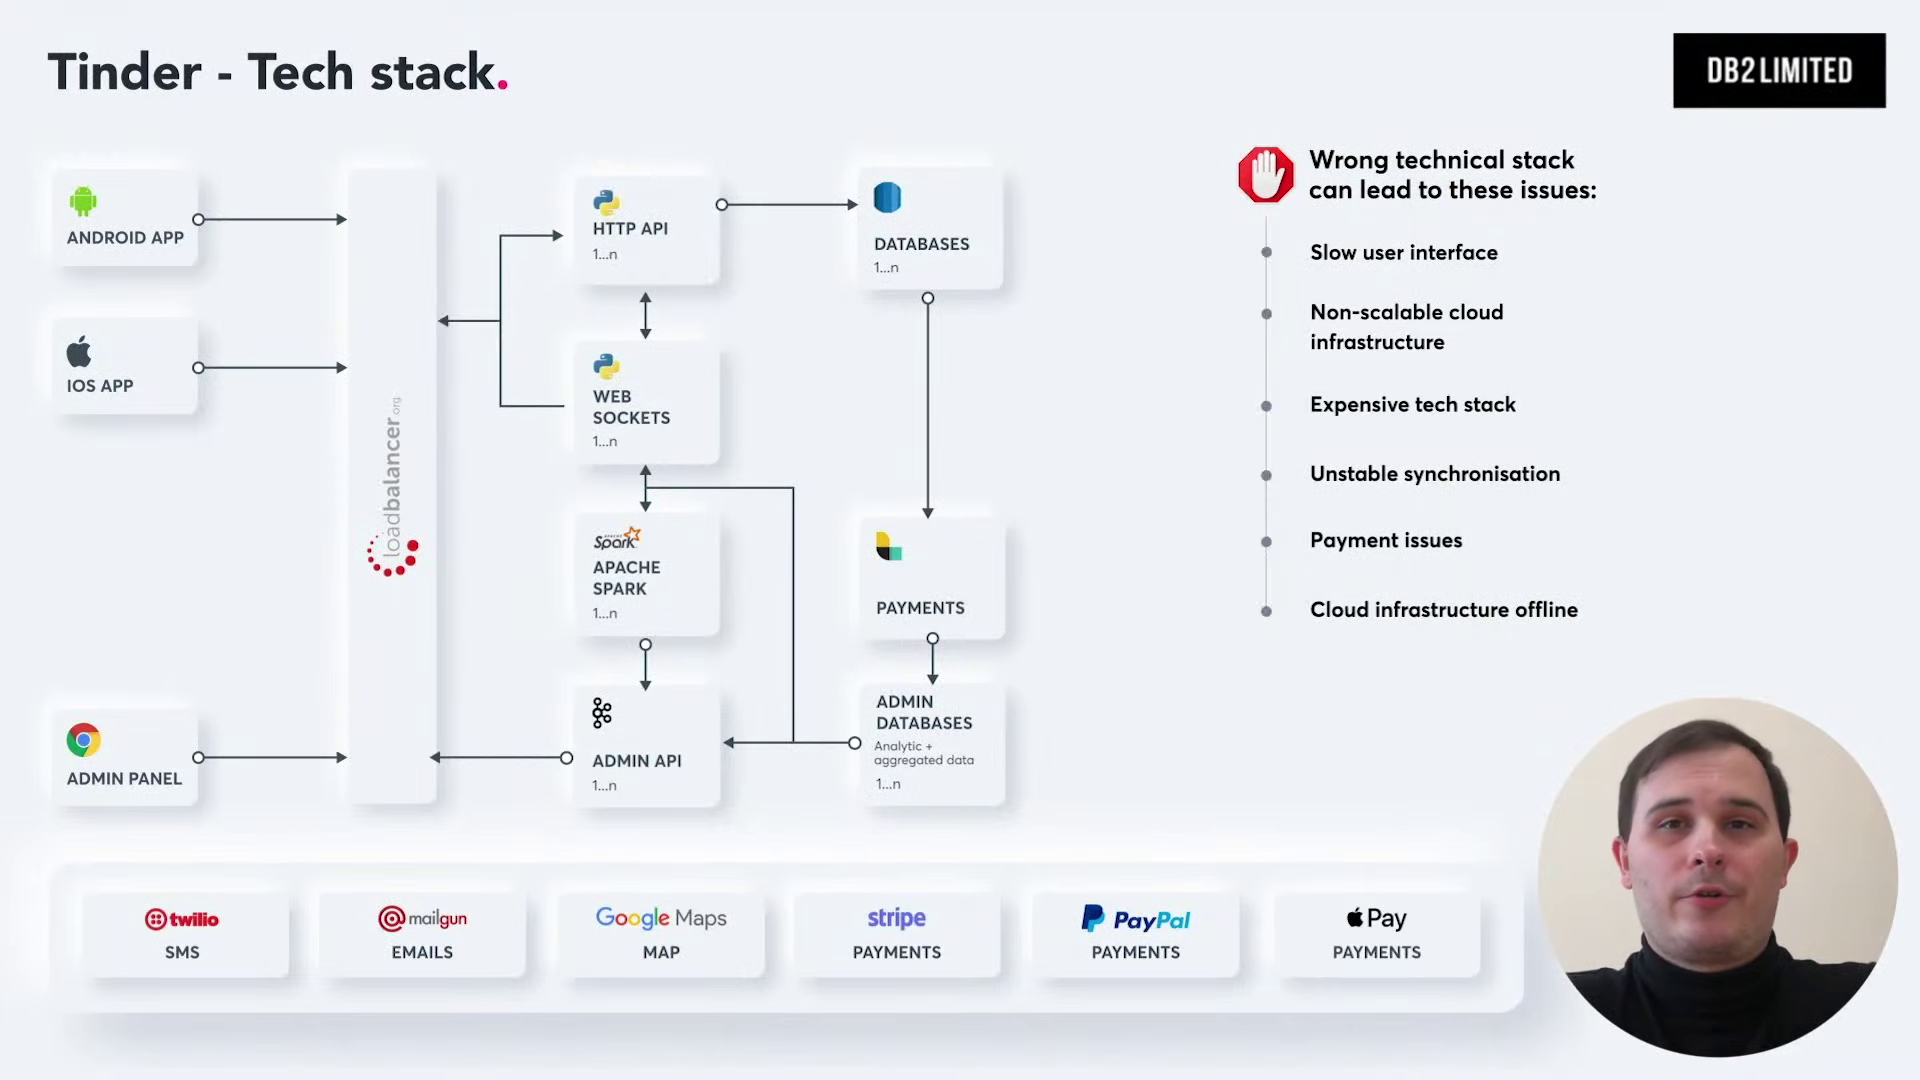 Tinder - Tech stack.
DB2 LIMITED
ANDROID APP
IOS APP
ADMIN PANEL
loadbalancer.org
HTTP API
1...n
WEB
SOCKETS
1...n
Spark
APACHE
SPARK
1...n
ADMIN API
1...n
DATABASES
1...n
PAYMENTS
ADMIN
DATABASES
Analytic +
aggregated data
1...n
Wrong technical stack
can lead to these issues:
Slow user interface
Non-scalable cloud
infrastructure
Expensive tech stack
Unstable synchronisation
Payment issues
Cloud infrastructure offline
twilio
SMS
mailgun
EMAILS
Google Maps
MAP
stripe
PAYMENTS
PayPal
PAYMENTS
Pay
PAYMENTS